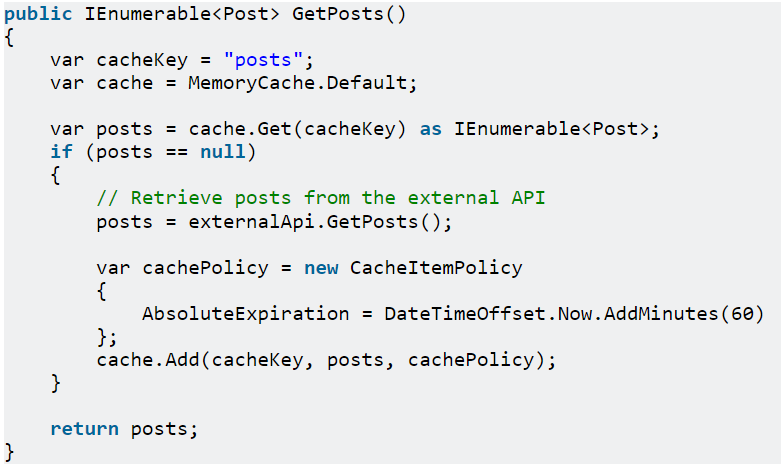 public IEnumerable<Post> GetPosts()
{
    var cacheKey = "posts";
    var cache = MemoryCache.Default;

    var posts = cache.Get(cacheKey) as IEnumerable<Post>;
    if (posts == null)
    {
        // Retrieve posts from the external API
        posts = externalApi.GetPosts();

        var cachePolicy = new CacheItemPolicy
        {
            AbsoluteExpiration = DateTimeOffset.Now.AddMinutes(60)
        };
        cache.Add(cacheKey, posts, cachePolicy);
    }

    return posts;
}